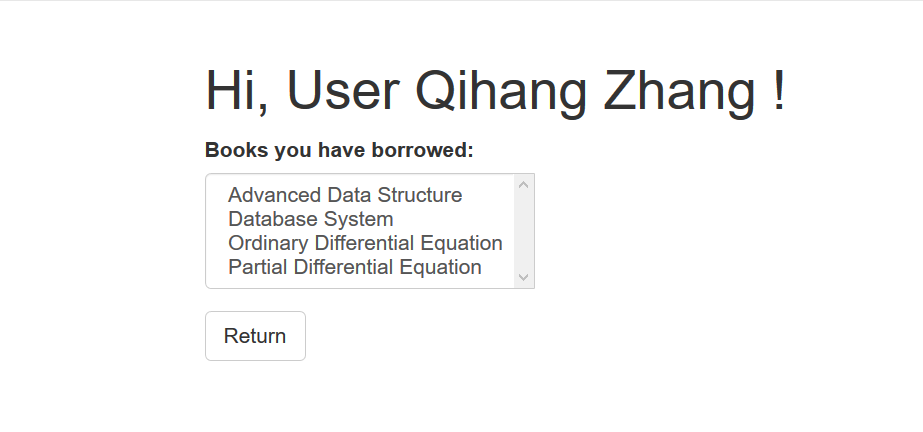 Hi, User Qihang Zhang !
Books you have borrowed:
Advanced Data Structure
Database System
Ordinary Differential Equation
Partial Differential Equation
Return